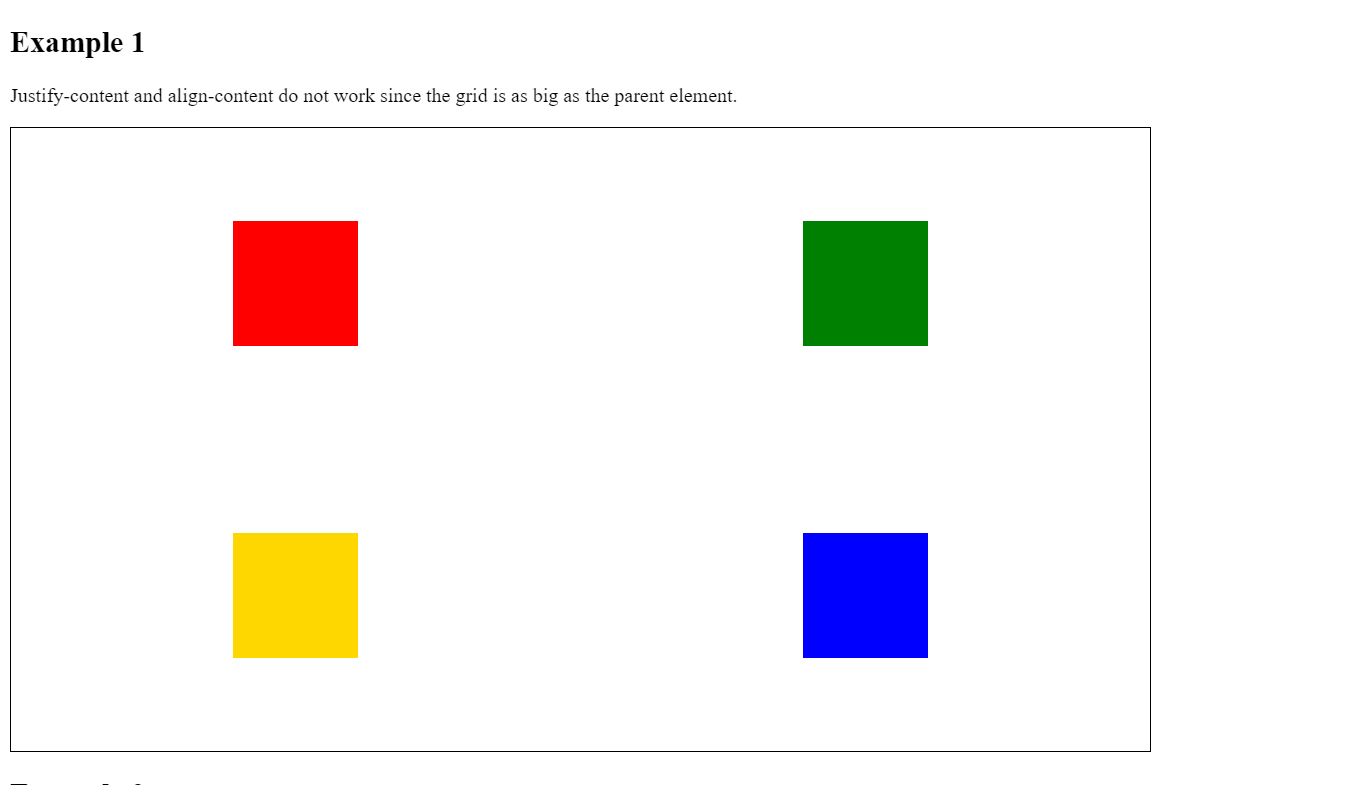 Example 1
Justify-content and align-content do not work since the grid is as big as the parent element.